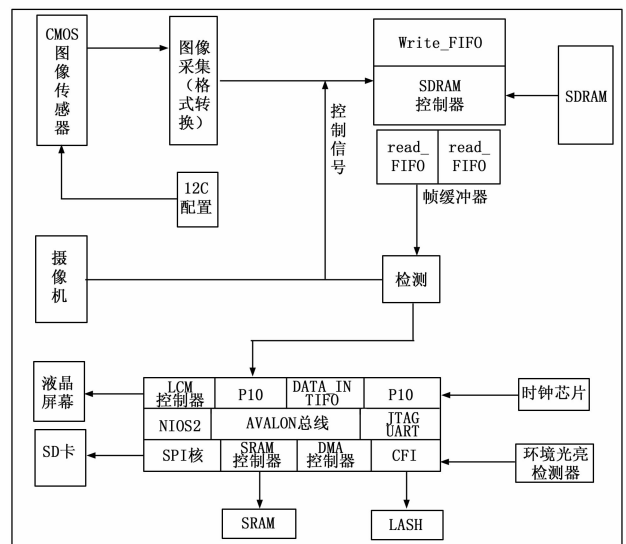 CMOS
图
像
传
感
器
图像
采集
（格
式转
换）
Write_FIFO
SDRAM
控制器
SDRAM
控
制
信
号
read_
FIFO
read_
FIFO
帧缓冲器
12C
配置
摄
像
机
检测
液晶
屏幕
LCM
控制器
P10
DATA_IN
TIFO
P10
时钟芯片
NIOS2
AVALON总线
JTAG
UART
SD卡
SPI核
SRAM
控制器
DMA
控制器
CFI
环境光亮
检测器
SRAM
LASH